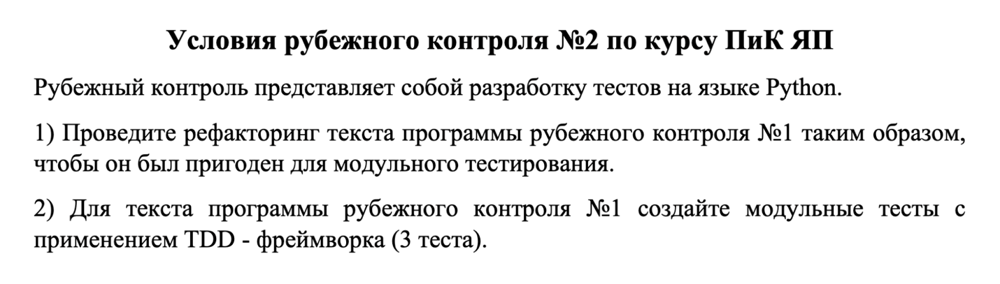 Условия рубежного контроля №2 по курсу ПиК ЯП
Рубежный контроль представляет собой разработку тестов на языке Python.
1) Проведите рефакторинг текста программы рубежного контроля №1 таким образом,
чтобы он был пригоден для модульного тестирования.
2) Для текста программы рубежного контроля №1 создайте модульные тесты с
применением TDD - фреймворка (3 теста).